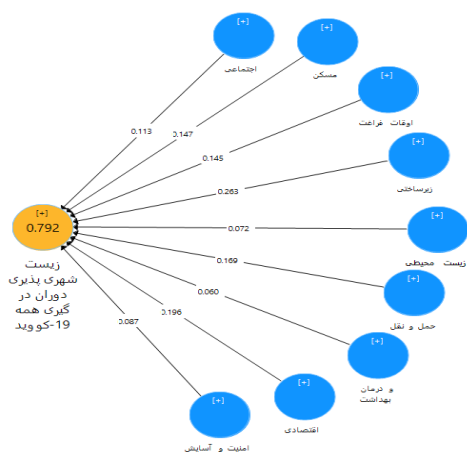 [+]
اجتماعی
[+]
مسکن
[+]
اوقات فراغت
[+]
زیرساختی
[+]
زیست محیطی
[+]
حمل و نقل
[+]
و درمان
بهداشت
[+]
اقتصادی
[+]
امنیت و آسایش
0.113
0.147
0.145
0.263
0.072
0.169
0.060
0.196
0.087
[+]
0.792
زیست
شهری پذیری
دوران در
گیری همه
19-کووید